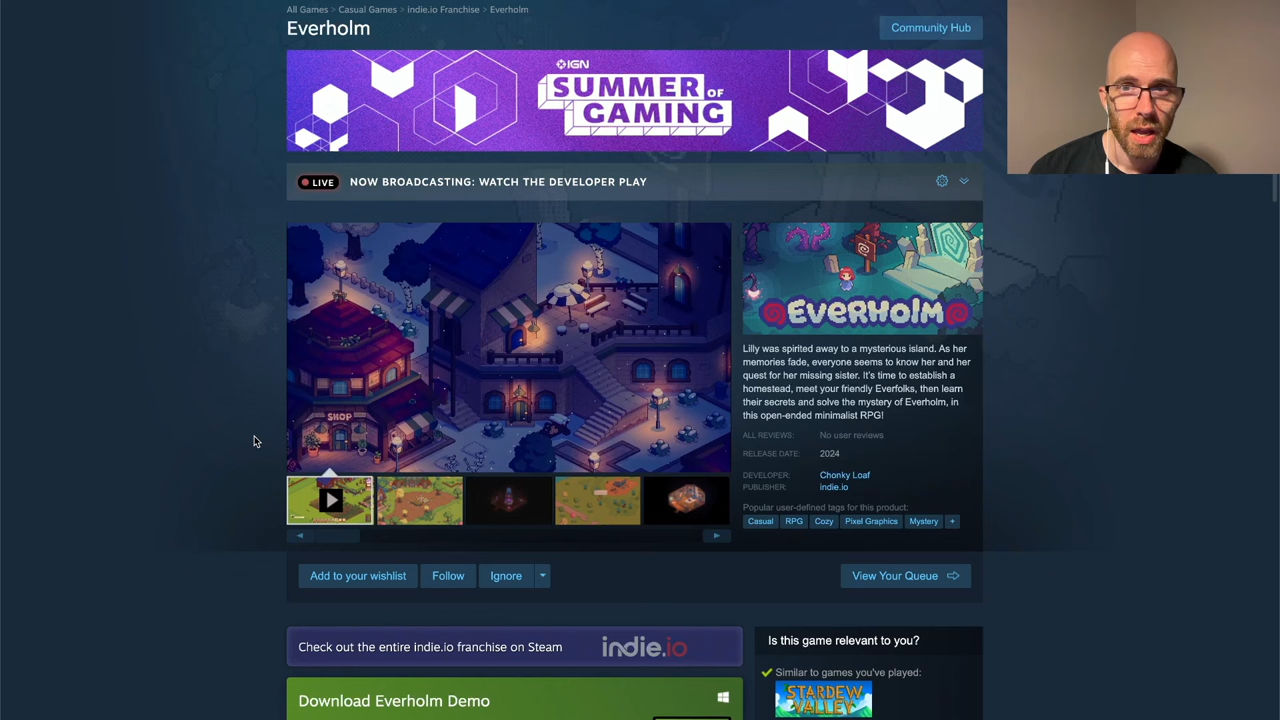 All Games > Casual Games > indie.io Franchise > Everholm
Everholm
Community Hub
IGN
SUMMER OF
GAMING
LIVE
NOW BROADCASTING: WATCH THE DEVELOPER PLAY
SHOP
EVERHOLM
Lilly was spirited away to a mysterious island. As her
memories fade, everyone seems to know her and her
quest for her missing sister. It's time to establish a
homestead, meet your friendly Everfolks, then learn
their secrets and solve the mystery of Everholm, in
this open-ended minimalist RPG!
ALL REVIEWS: No user reviews
RELEASE DATE: 2024
DEVELOPER: Chonky Loaf
PUBLISHER: indie.io
Popular user-defined tags for this product:
Casual RPG Cozy Pixel Graphics Mystery +
Add to your wishlist
Follow
Ignore
View Your Queue
Check out the entire indie.io franchise on Steam
indie.io
Is this game relevant to you?
Similar to games you've played:
STARDEW
VALLEY
Download Everholm Demo